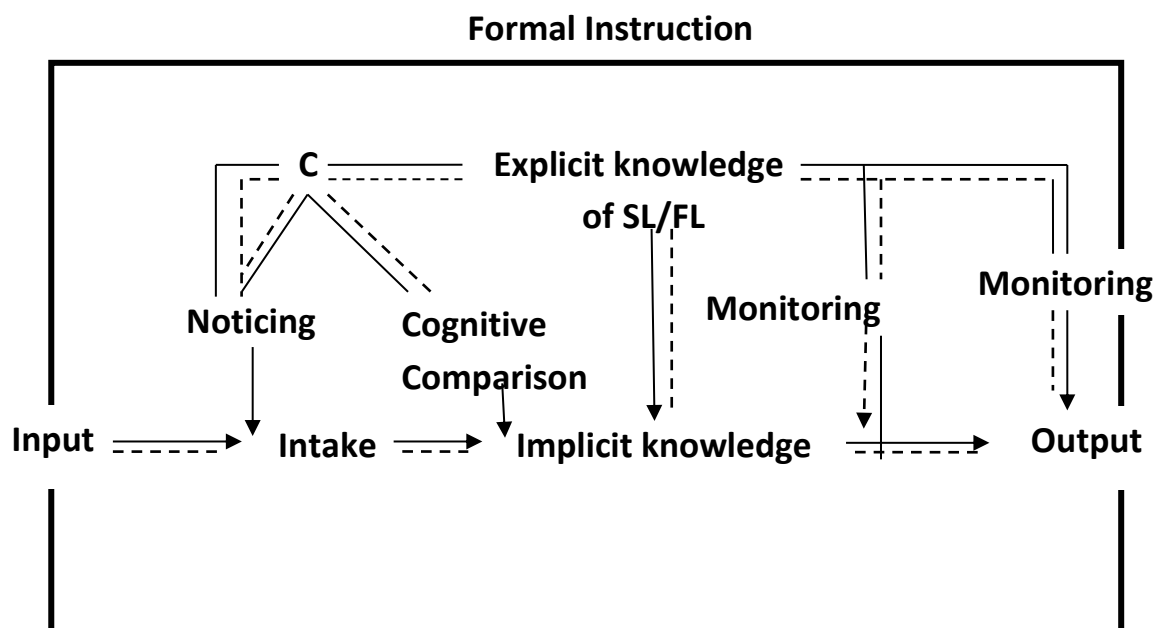 Formal Instruction
C
Explicit knowledge
of SL/FL
Noticing
Cognitive
Comparison
Monitoring
Monitoring
Input
Intake
Implicit knowledge
Output